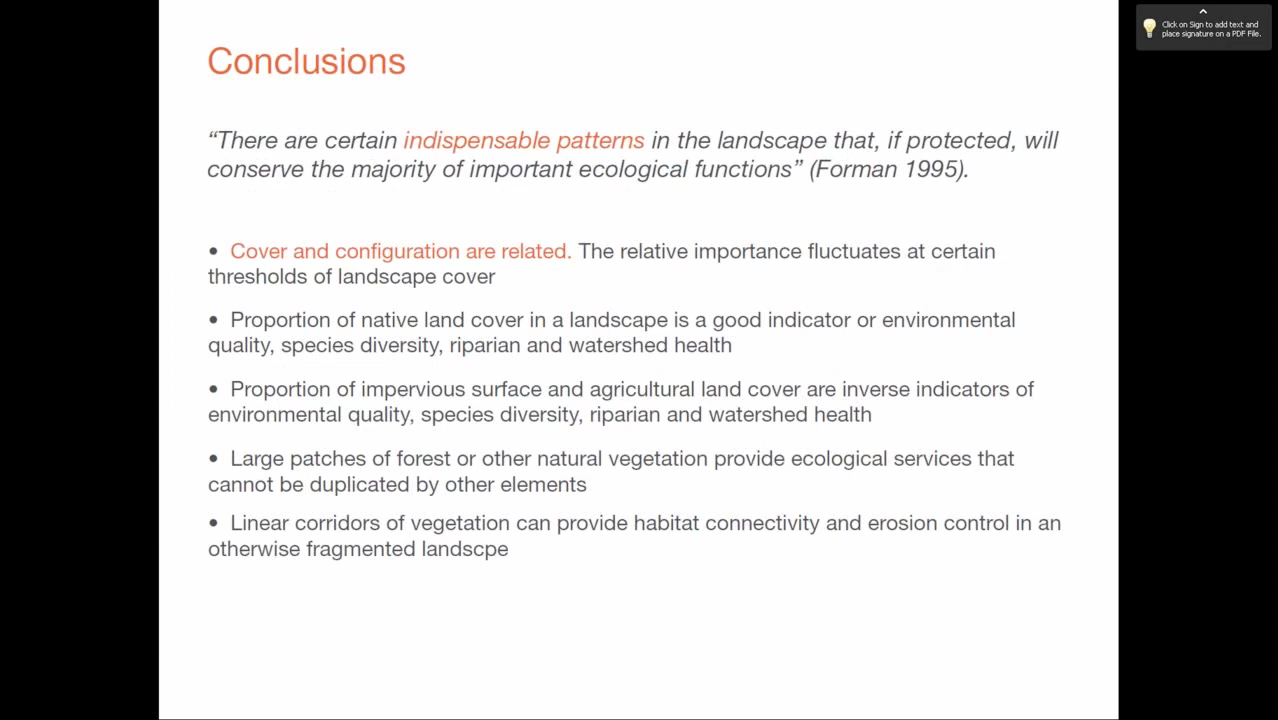 Click on Sign to add text and
place signature on a PDF File.
Conclusions
“There are certain indispensable patterns in the landscape that, if protected, will
conserve the majority of important ecological functions” (Forman 1995).
• Cover and configuration are related. The relative importance fluctuates at certain
thresholds of landscape cover
• Proportion of native land cover in a landscape is a good indicator or environmental
quality, species diversity, riparian and watershed health
• Proportion of impervious surface and agricultural land cover are inverse indicators of
environmental quality, species diversity, riparian and watershed health
• Large patches of forest or other natural vegetation provide ecological services that
cannot be duplicated by other elements
• Linear corridors of vegetation can provide habitat connectivity and erosion control in an
otherwise fragmented landscpe